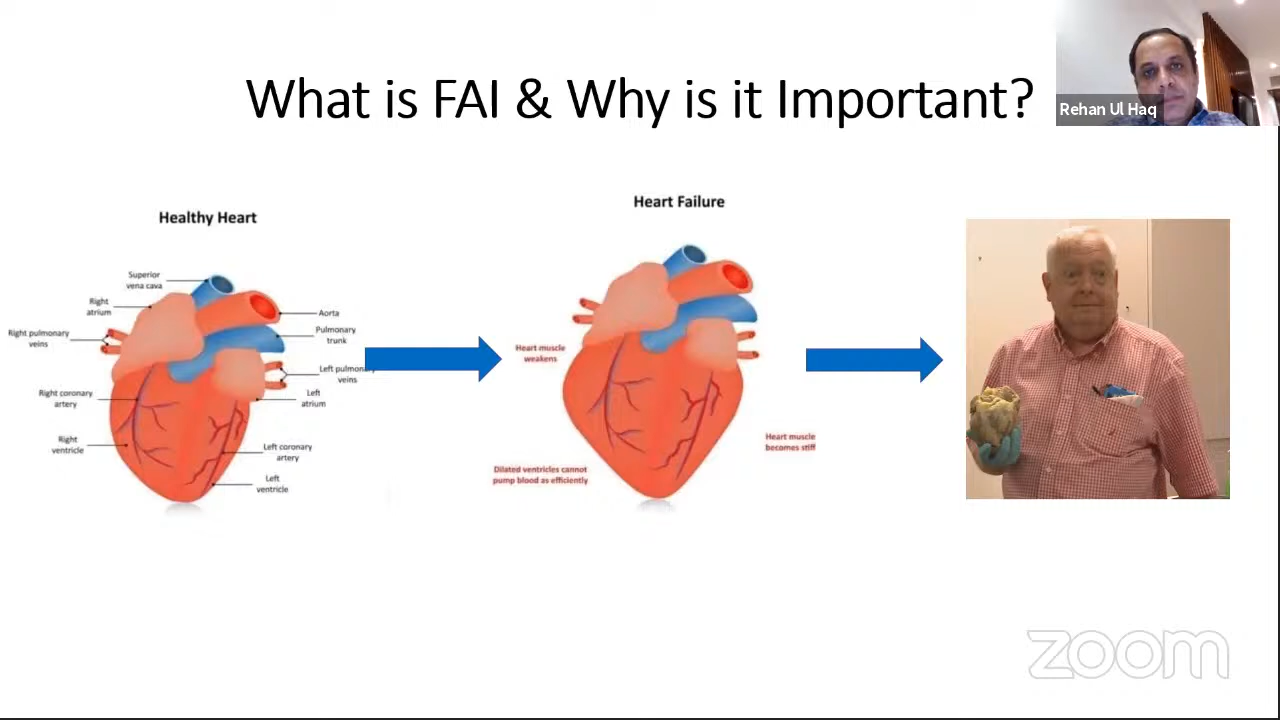 What is FAI & Why is it Important?
Rehan Ul Haq
Healthy Heart
Superior
vena cava
Right
atrium
Right pulmonary
veins
Right coronary
artery
Right
ventricle
Aorta
Pulmonary
trunk
Left pulmon
veins
Left
atrium
Left coronary
artery
Left
ventricle
Heart Failure
Heart muscle
weakens
Dilated ventricles cannot
pump blood as efficiently
Heart muscle
becomes stiff
zoom